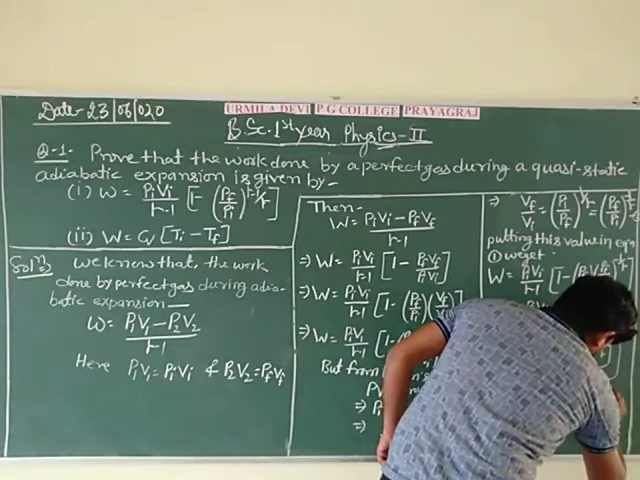 Date-23/06/020
URMILA DEVI P G COLLEGE PRAYAGRAJ
B.Sc. 1st year Physics-II
Q-1. Prove that the work done by a perfect gas during a quasi-static
adiabatic expansion is given by-
(i) W = PiVi/γ-1 [1- (Pf/Pi)^1-1/γ]
(ii) W = Cv [Ti - Tf]
Solⁿ⇒ We know that, the work
done by perfect gas during adia-
batic expansion
W = P1V1 - P2V2/γ-1
Here P1V1 = PiVi & P2V2 = PfVf
Then-
W = PiVi - PfVf/γ-1
⇒ W = PiVi/γ-1 [1 - PfVf/PiVi]
⇒ W = PiVi/γ-1 [1- (Pf/Pi)(Vf/Vi)]
⇒ W = PiVi/γ-1 [1-
But from
⇒
⇒
⇒ Vf/Vi = (Pi/Pf)^1/γ = (Pf/Pi)^-1/γ
putting this value in eqn
① we get
W = PiVi/γ-1 [1-